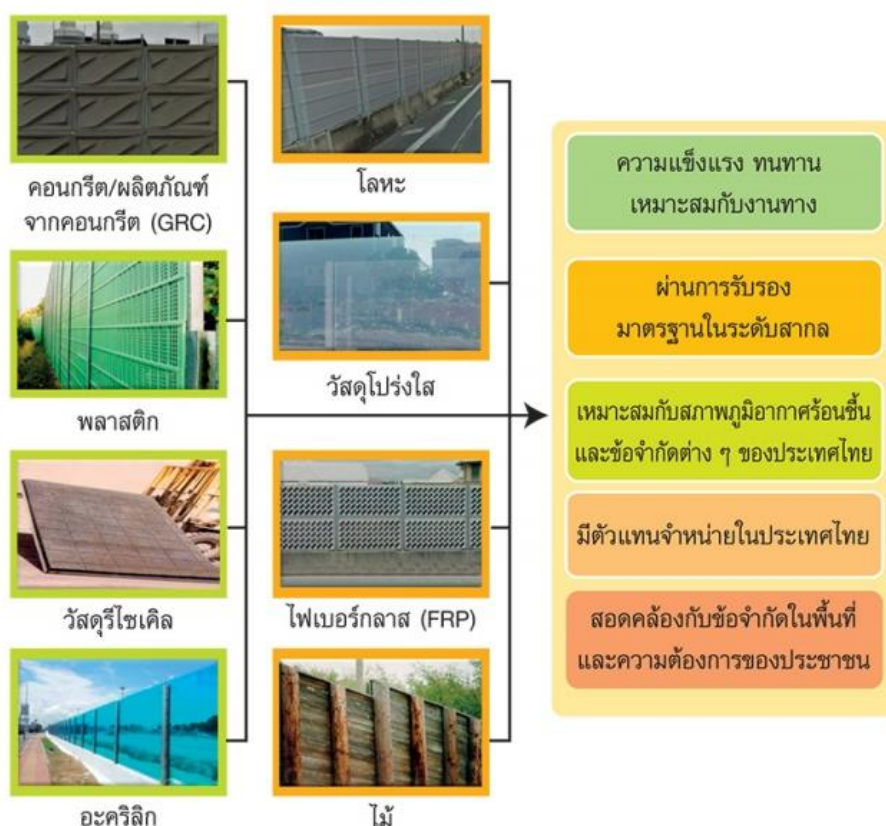 คอนกรีต/ผลิตภัณฑ์
จากคอนกรีต (GRC)
โลหะ
พลาสติก
วัสดุโปร่งใส
วัสดุรีไซเคิล
ไฟเบอร์กลาส (FRP)
อะคริลิก
ไม้
ความแข็งแรง ทนทาน
เหมาะสมกับงานทาง
ผ่านการรับรอง
มาตรฐานในระดับสากล
เหมาะสมกับสภาพภูมิอากาศร้อนชื้น
และข้อจำกัดต่าง ๆ ของประเทศไทย
มีตัวแทนจำหน่ายในประเทศไทย
สอดคล้องกับข้อจำกัดในพื้นที่
และความต้องการของประชาชน